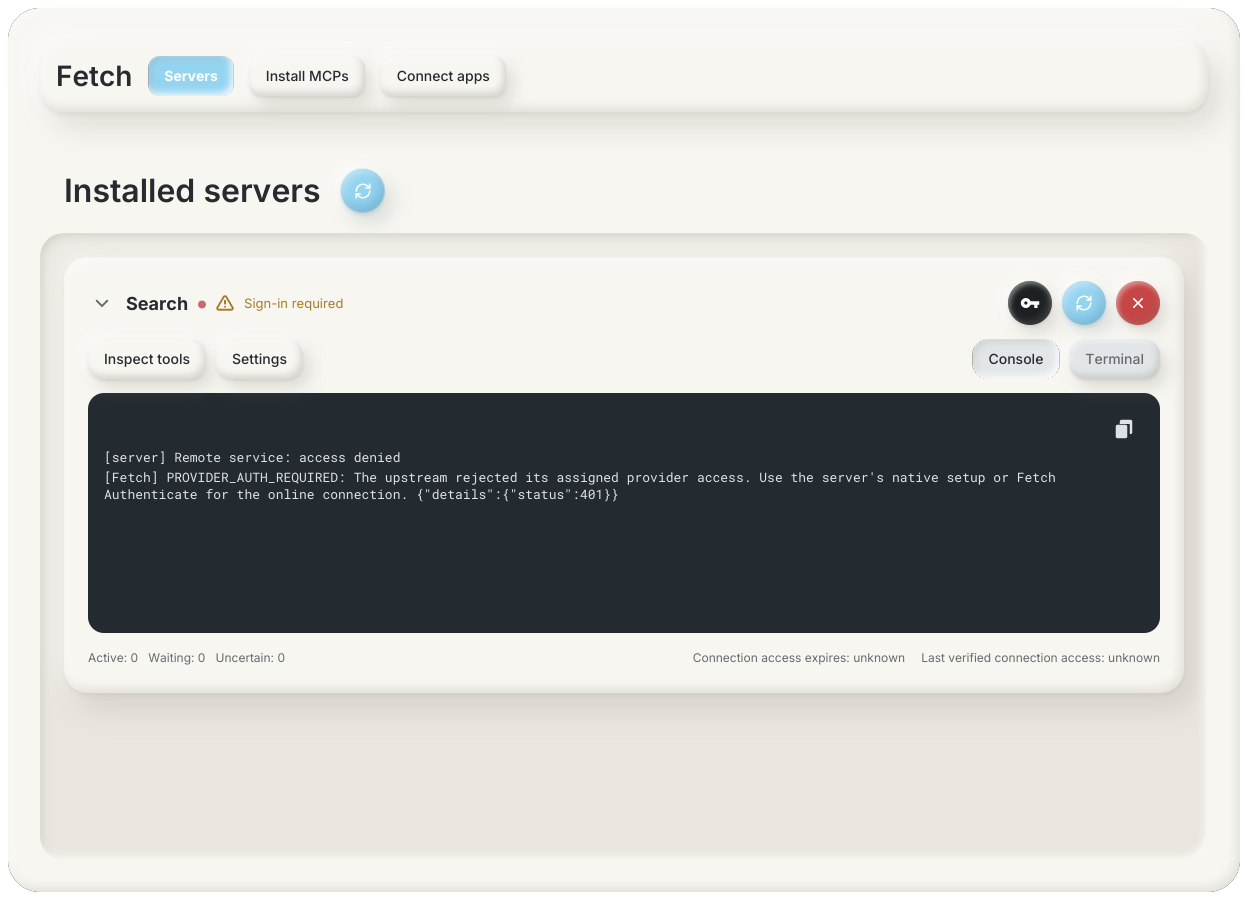 Fetch Servers Install MCPs Connect apps
Installed servers
Search Sign-in required
Inspect tools Settings Console Terminal
[server] Remote service: access denied
[Fetch] PROVIDER_AUTH_REQUIRED: The upstream rejected its assigned provider access. Use the server's native setup or Fetch
Authenticate for the online connection. {"details":{"status":401}}
Active: 0 Waiting: 0 Uncertain: 0 Connection access expires: unknown Last verified connection access: unknown